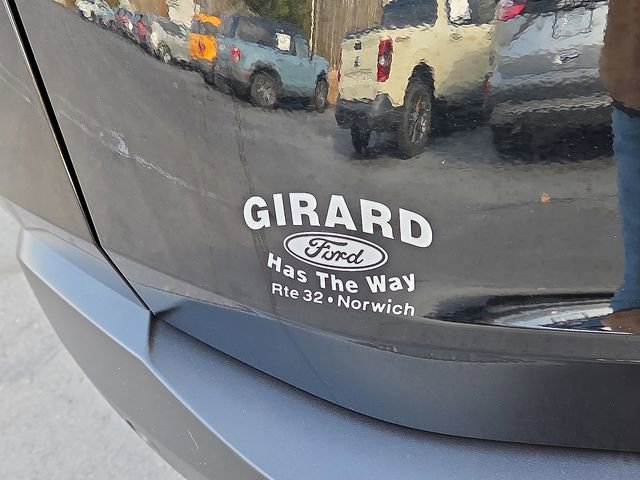 GIRARD
Ford
Has The Way
Rte 32 • Norwich